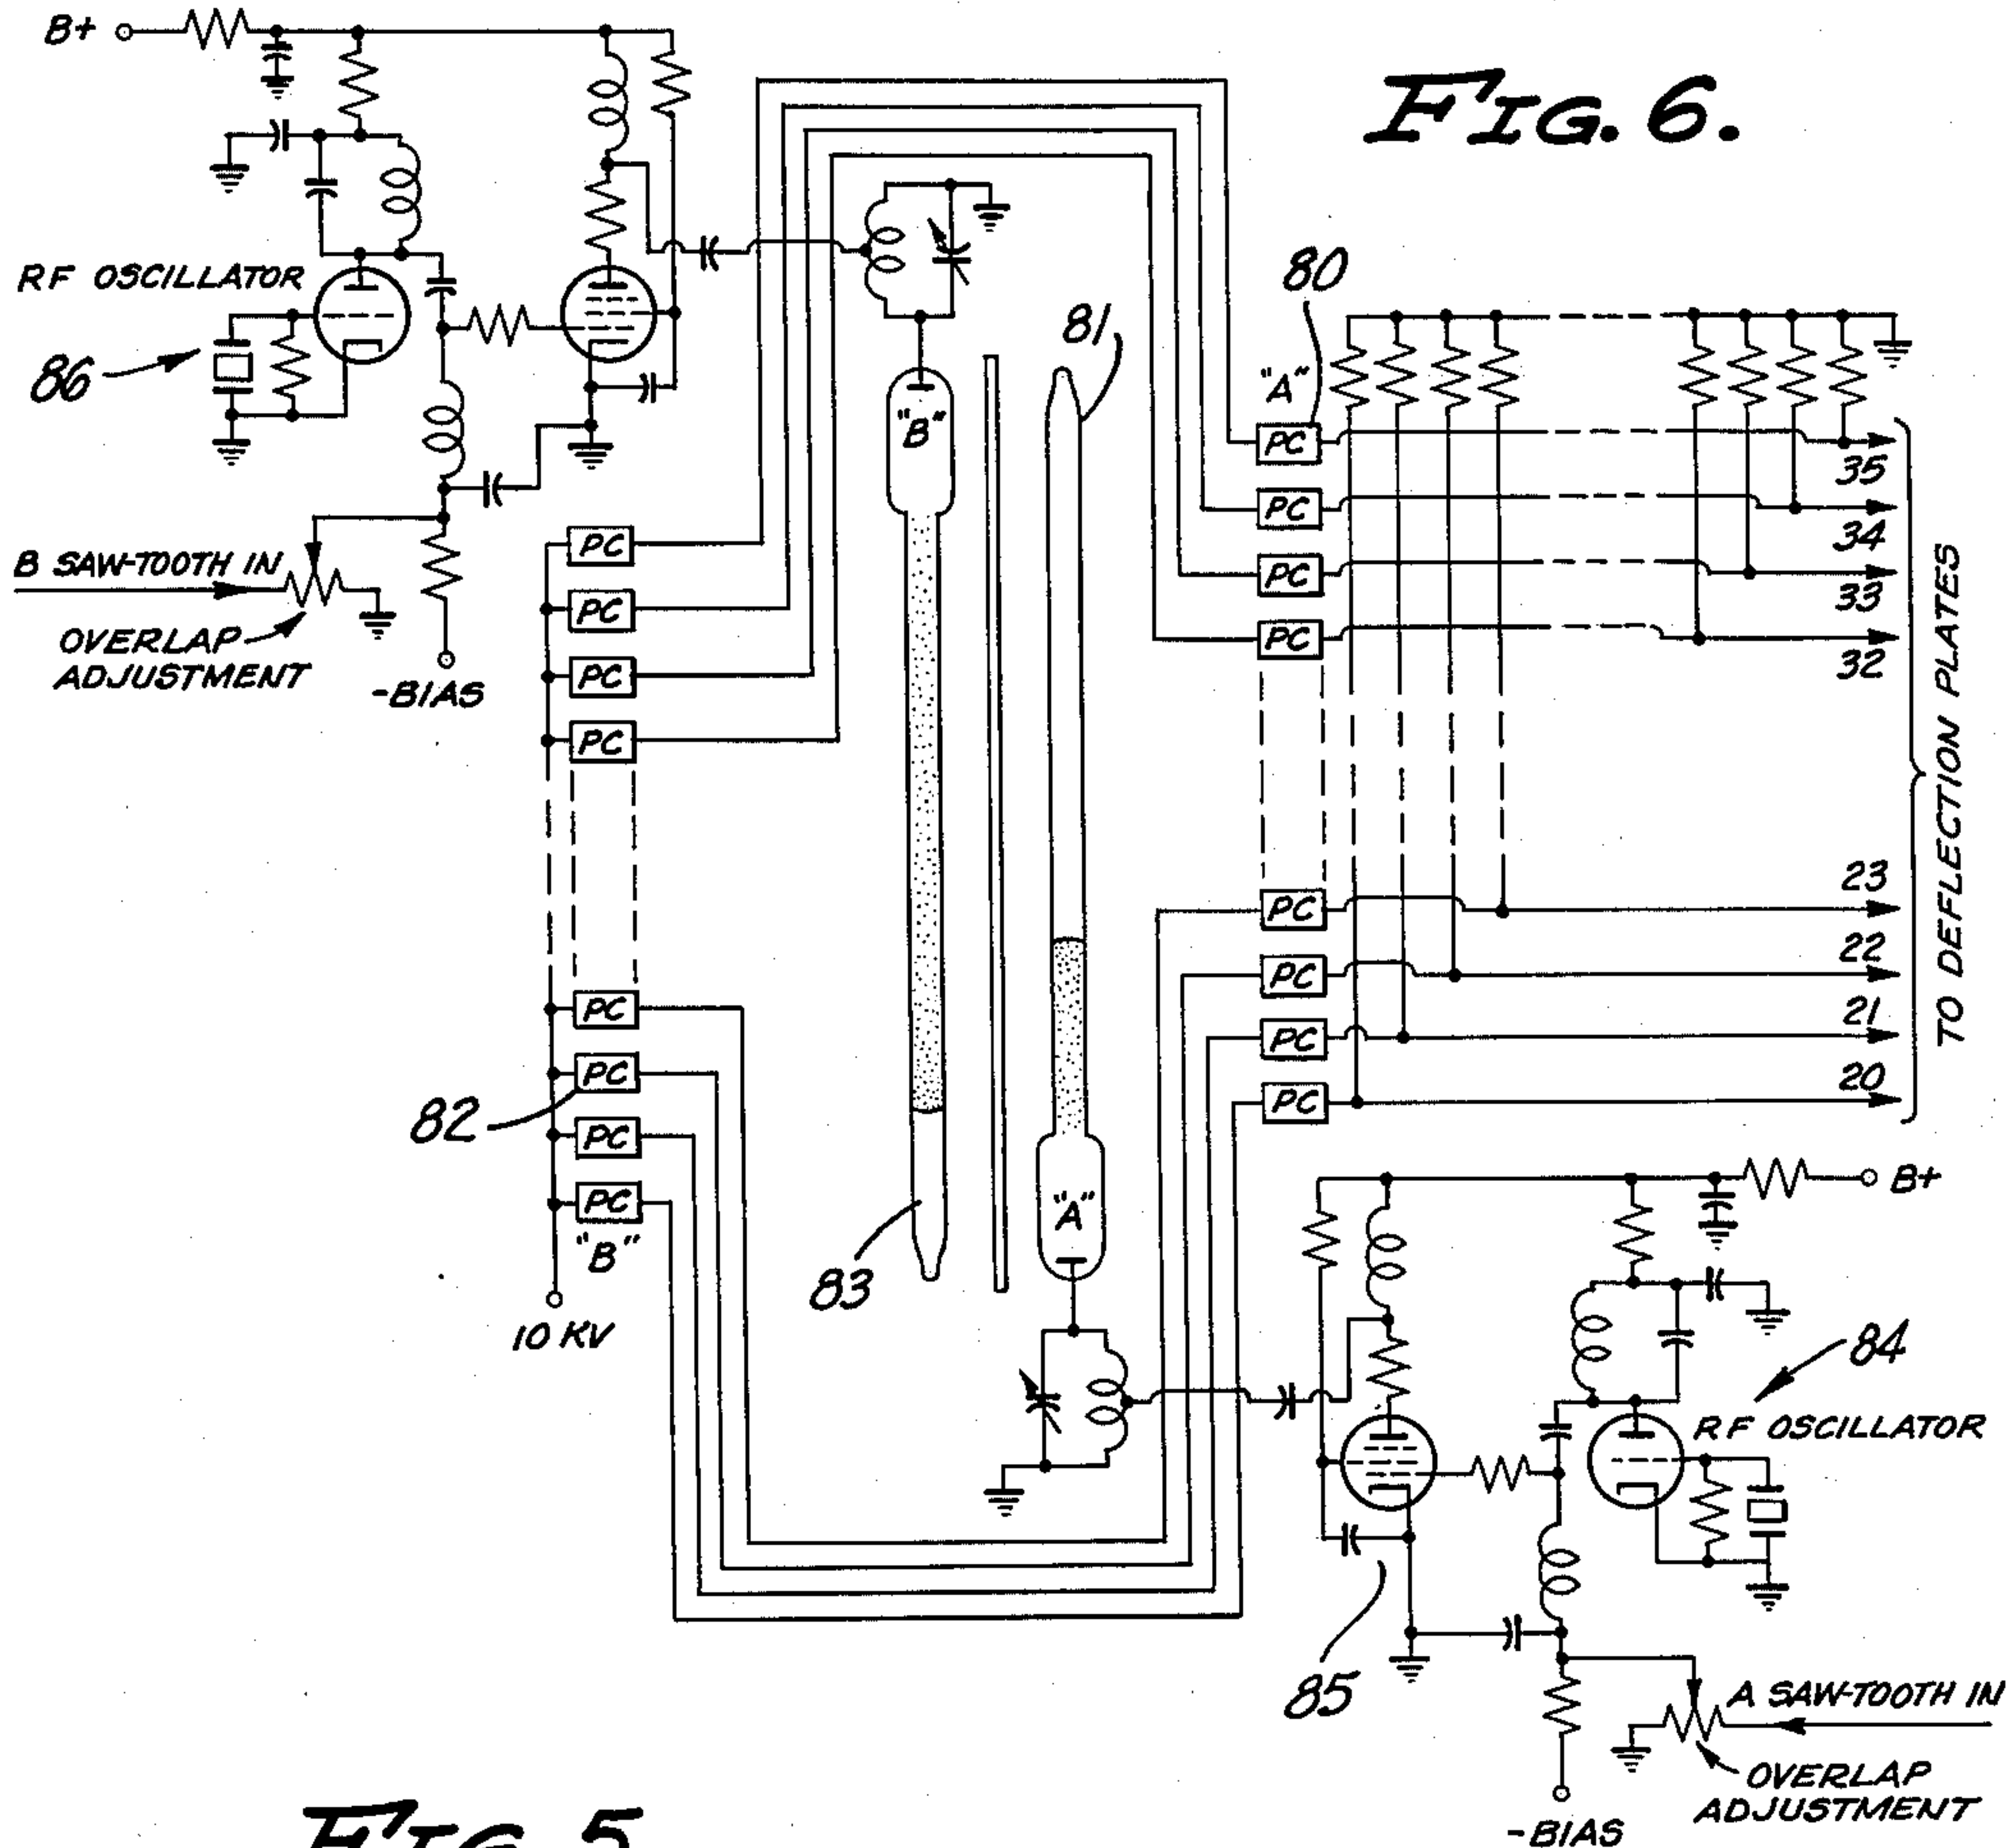 B+
FIG. 6.
RF OSCILLATOR
86
80
81
"A"
"B"
PC
PC
PC
PC
PC
PC
PC
PC
"B"
PC
PC
PC
PC
PC
PC
PC
PC
35
34
33
32
23
22
21
20
TO DEFLECTION PLATES
B SAW-TOOTH IN
OVERLAP
ADJUSTMENT
-BIAS
82
83
"A"
10 KV
B+
84
RF OSCILLATOR
85
A SAW-TOOTH IN
OVERLAP
ADJUSTMENT
-BIAS
FIG. 5